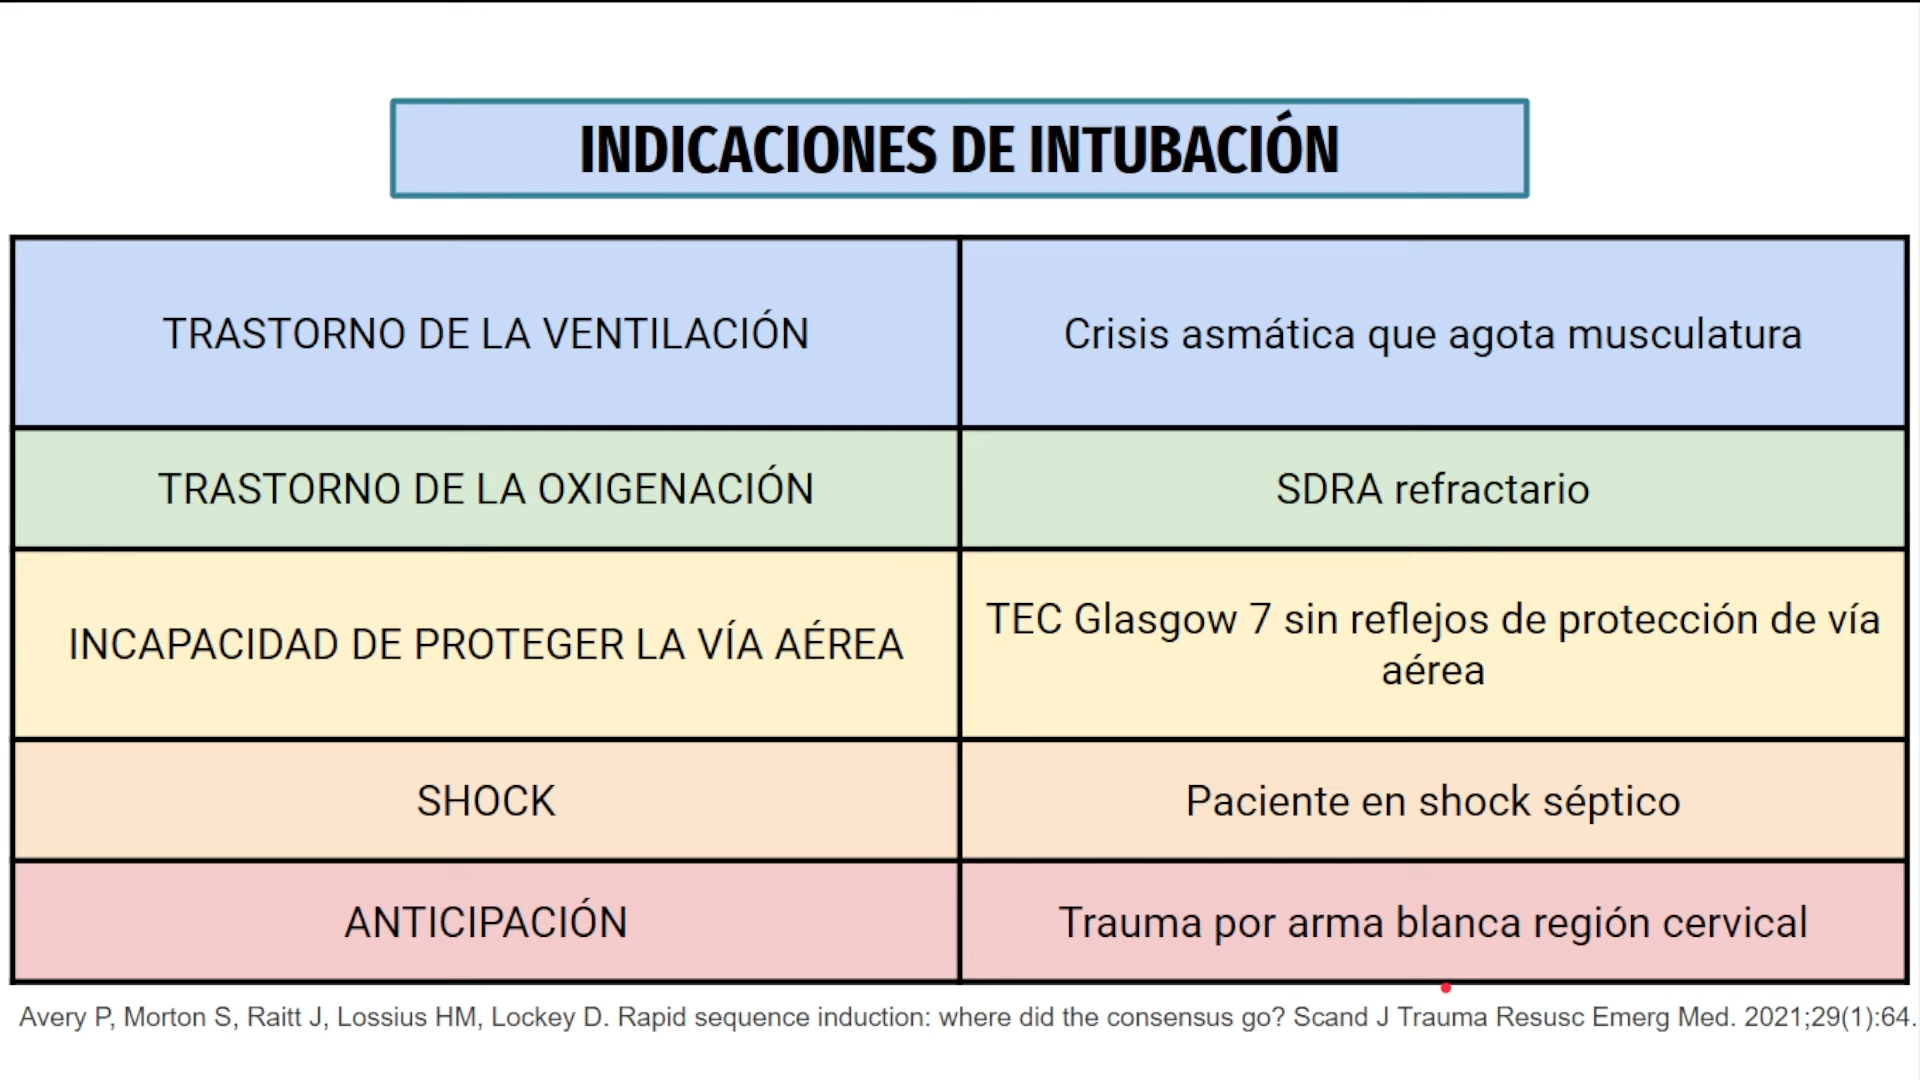 INDICACIONES DE INTUBACIÓN
TRASTORNO DE LA VENTILACIÓN
Crisis asmática que agota musculatura
TRASTORNO DE LA OXIGENACIÓN
SDRA refractario
INCAPACIDAD DE PROTEGER LA VÍA AÉREA
TEC Glasgow 7 sin reflejos de protección de vía
aérea
SHOCK
Paciente en shock séptico
ANTICIPACIÓN
Trauma por arma blanca región cervical
Avery P, Morton S, Raitt J, Lossius HM, Lockey D. Rapid sequence induction: where did the consensus go? Scand J Trauma Resusc Emerg Med. 2021;29(1):64.